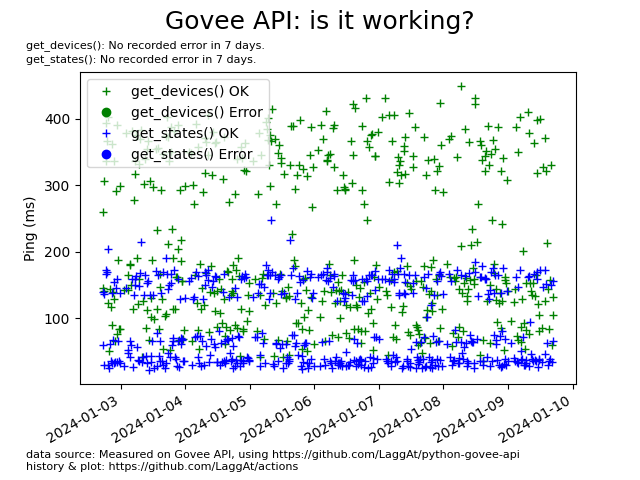 Govee API: is it working?
get_devices(): No recorded error in 7 days.
get_states(): No recorded error in 7 days.
get_devices() OK
get_devices() Error
get_states() OK
get_states() Error
Ping (ms)
400
300
200
100
2024-01-03
2024-01-04
2024-01-05
2024-01-06
2024-01-07
2024-01-08
2024-01-09
2024-01-10
data source: Measured on Govee API, using https://github.com/LaggAt/python-govee-api
history & plot: https://github.com/LaggAt/actions